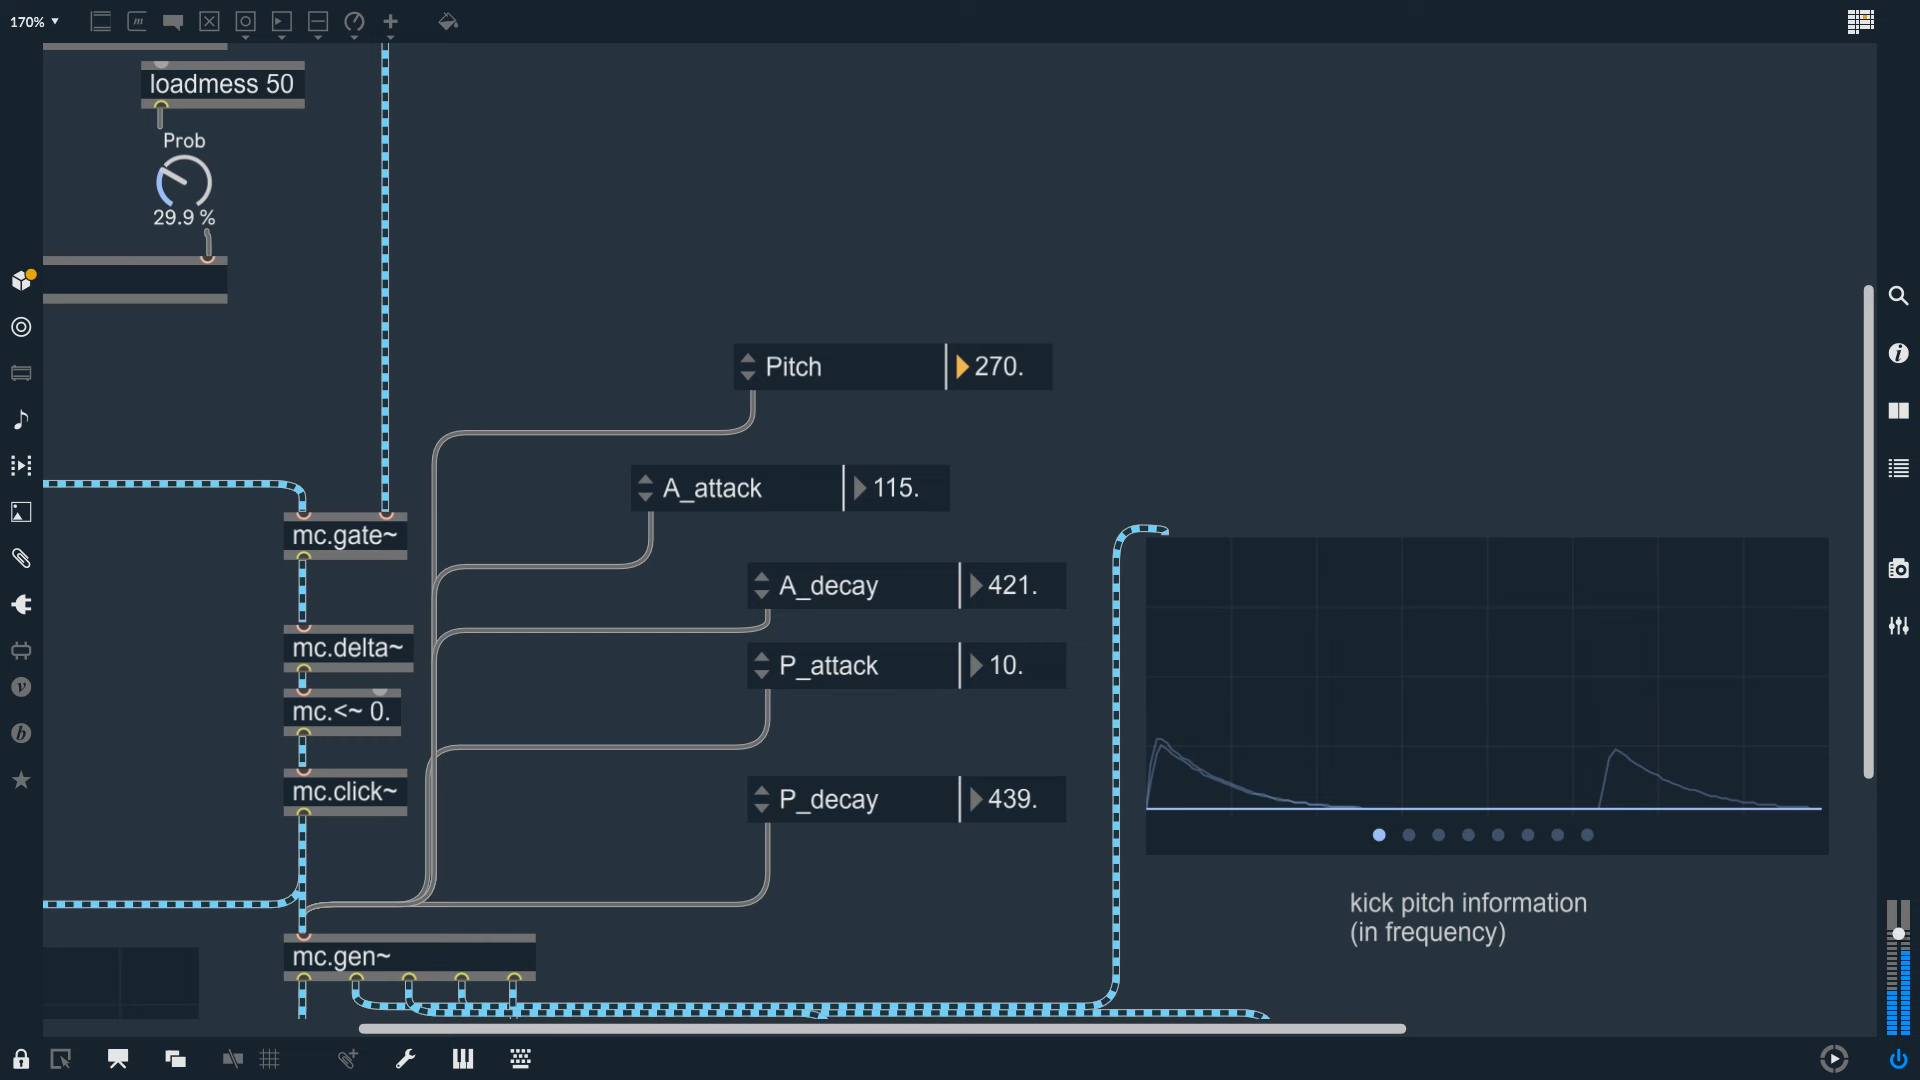 170%
loadmess 50
Prob
29.9 %
Pitch 270.
A_attack 115.
mc.gate~
A_decay 421.
mc.delta~
P_attack 10.
mc.<~ 0.
mc.click~
P_decay 439.
kick pitch information
(in frequency)
mc.gen~